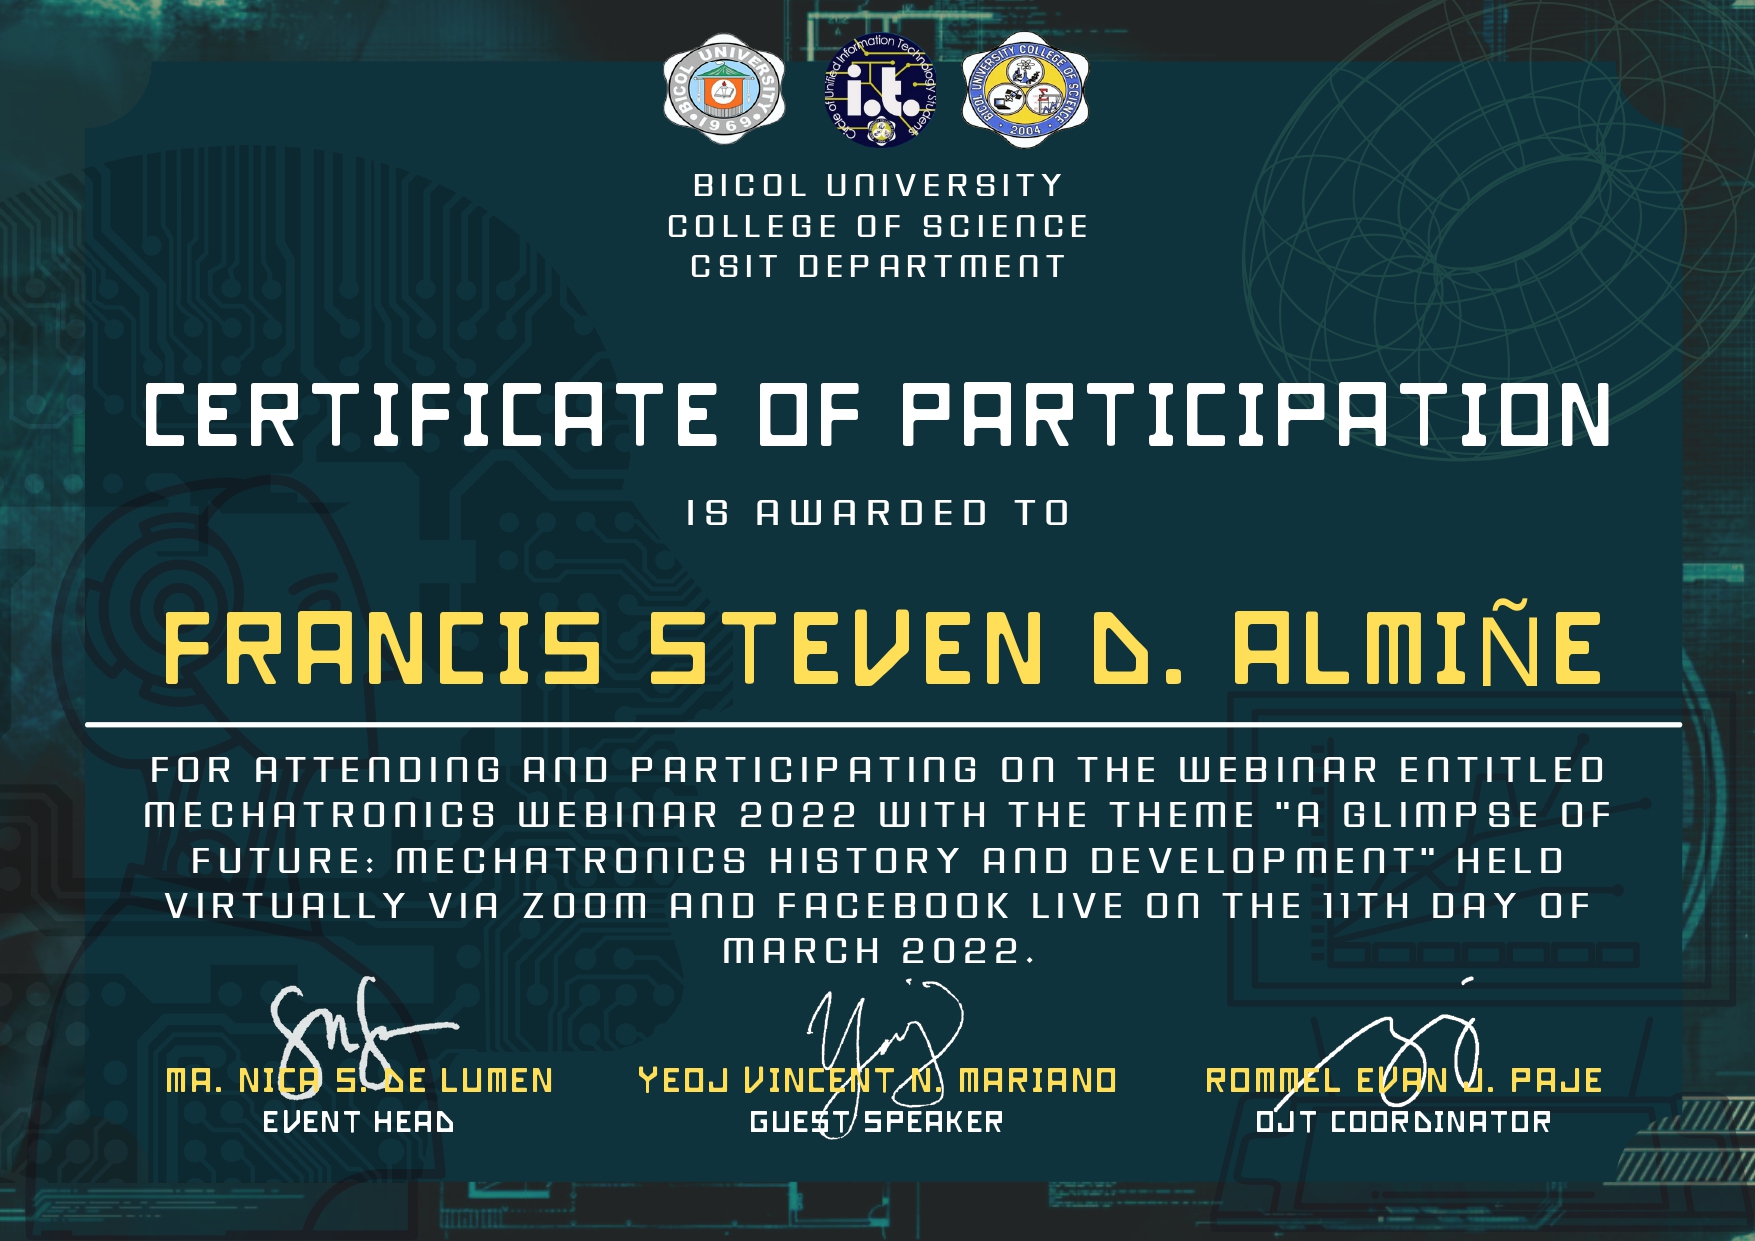 BICOL UNIVERSITY
1969
Circle of Unified Information Technology Students
i.t.
BICOL UNIVERSITY COLLEGE OF SCIENCE
2004
BICOL UNIVERSITY
COLLEGE OF SCIENCE
CSIT DEPARTMENT
CERTIFICATE OF PARTICIPATION
IS AWARDED TO
FRANCIS STEVEN D. ALMIÑE
FOR ATTENDING AND PARTICIPATING ON THE WEBINAR ENTITLED
MECHATRONICS WEBINAR 2022 WITH THE THEME "A GLIMPSE OF
FUTURE: MECHATRONICS HISTORY AND DEVELOPMENT" HELD
VIRTUALLY VIA ZOOM AND FACEBOOK LIVE ON THE 11TH DAY OF
MARCH 2022.
MA. NICA S. DE LUMEN
EVENT HEAD
YEOJ VINCENT N. MARIANO
GUEST SPEAKER
ROMMEL EVAN J. PAJE
OJT COORDINATOR